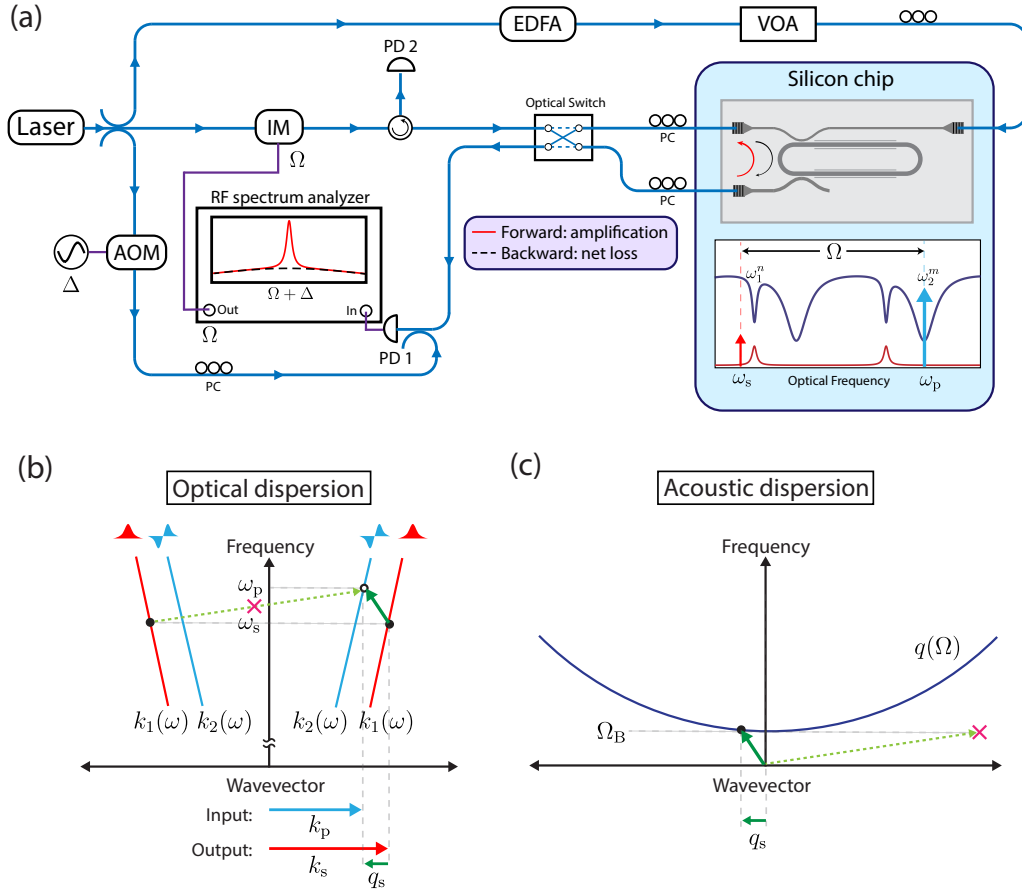 (a)
EDFA
VOA
PD 2
Silicon chip
Laser
IM
Optical Switch
PC
Ω
RF spectrum analyzer
PC
AOM
Δ
Forward: amplification
Backward: net loss
Ω + Δ
Out
In
Ω
PD 1
PC
Ω
ω₁ⁿ
ω₂ᵐ
ωₛ
Optical Frequency
ωₚ
(b)
Optical dispersion
Frequency
ωₚ
ωₛ
k₁(ω)
k₂(ω)
k₂(ω)
k₁(ω)
Wavevector
Input:
kₚ
Output:
kₛ
qₛ
(c)
Acoustic dispersion
Frequency
q(Ω)
Ω_B
Wavevector
qₛ